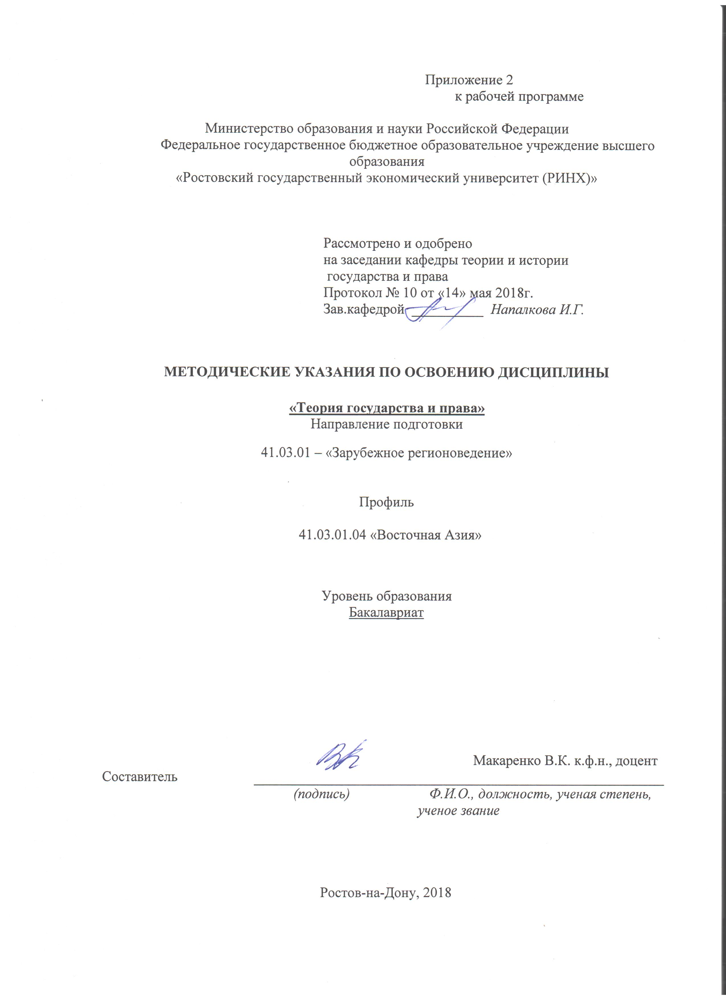 Приложение 2
к рабочей программе
Министерство образования и науки Российской Федерации
Федеральное государственное бюджетное образовательное учреждение высшего
образования
«Ростовский государственный экономический университет (РИНХ)»
Рассмотрено и одобрено
на заседании кафедры теории и истории
государства и права
Протокол № 10 от «14» мая 2018г.
Зав.кафедрой __________ Напалкова И.Г.
МЕТОДИЧЕСКИЕ УКАЗАНИЯ ПО ОСВОЕНИЮ ДИСЦИПЛИНЫ
«Теория государства и права»
Направление подготовки
41.03.01 – «Зарубежное регионоведение»
Профиль
41.03.01.04 «Восточная Азия»
Уровень образования
Бакалавриат
Макаренко В.К. к.ф.н., доцент
Составитель
(подпись) Ф.И.О., должность, ученая степень,
ученое звание
Ростов-на-Дону, 2018